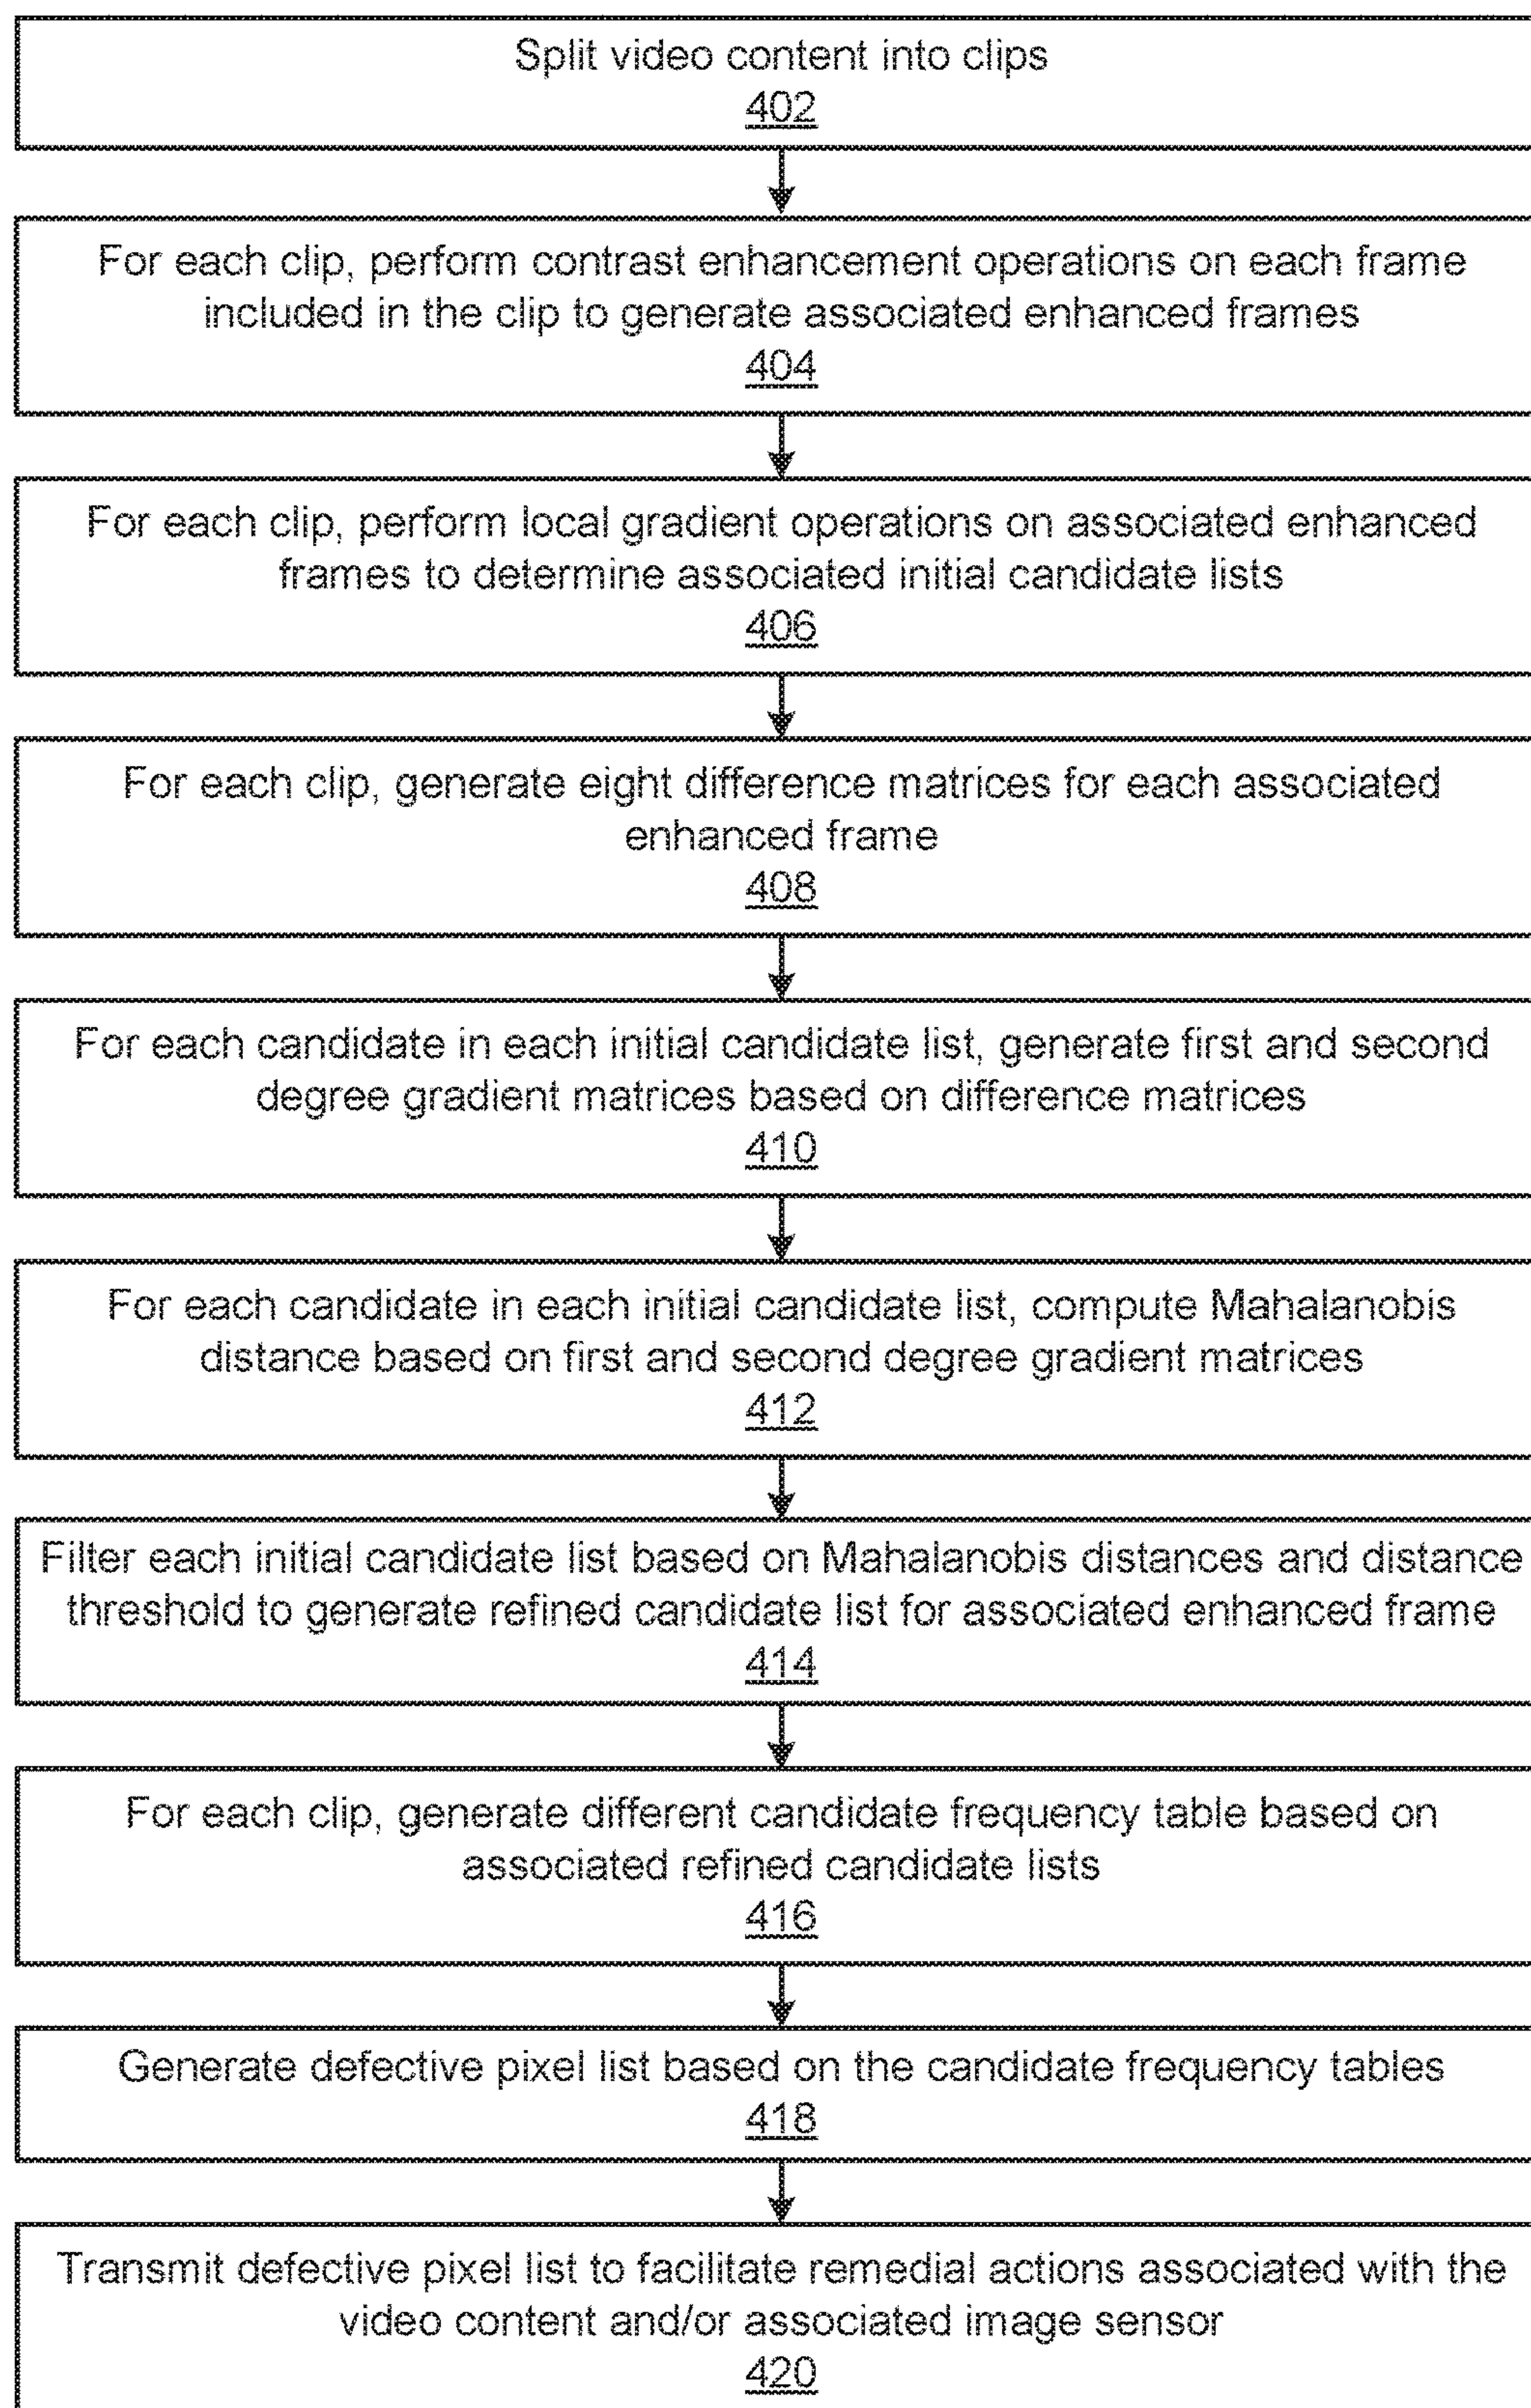 Split video content into clips
402
For each clip, perform contrast enhancement operations on each frame
included in the clip to generate associated enhanced frames
404
For each clip, perform local gradient operations on associated enhanced
frames to determine associated initial candidate lists
406
For each clip, generate eight difference matrices for each associated
enhanced frame
408
For each candidate in each initial candidate list, generate first and second
degree gradient matrices based on difference matrices
410
For each candidate in each initial candidate list, compute Mahalanobis
distance based on first and second degree gradient matrices
412
Filter each initial candidate list based on Mahalanobis distances and distance
threshold to generate refined candidate list for associated enhanced frame
414
For each clip, generate different candidate frequency table based on
associated refined candidate lists
416
Generate defective pixel list based on the candidate frequency tables
418
Transmit defective pixel list to facilitate remedial actions associated with the
video content and/or associated image sensor
420